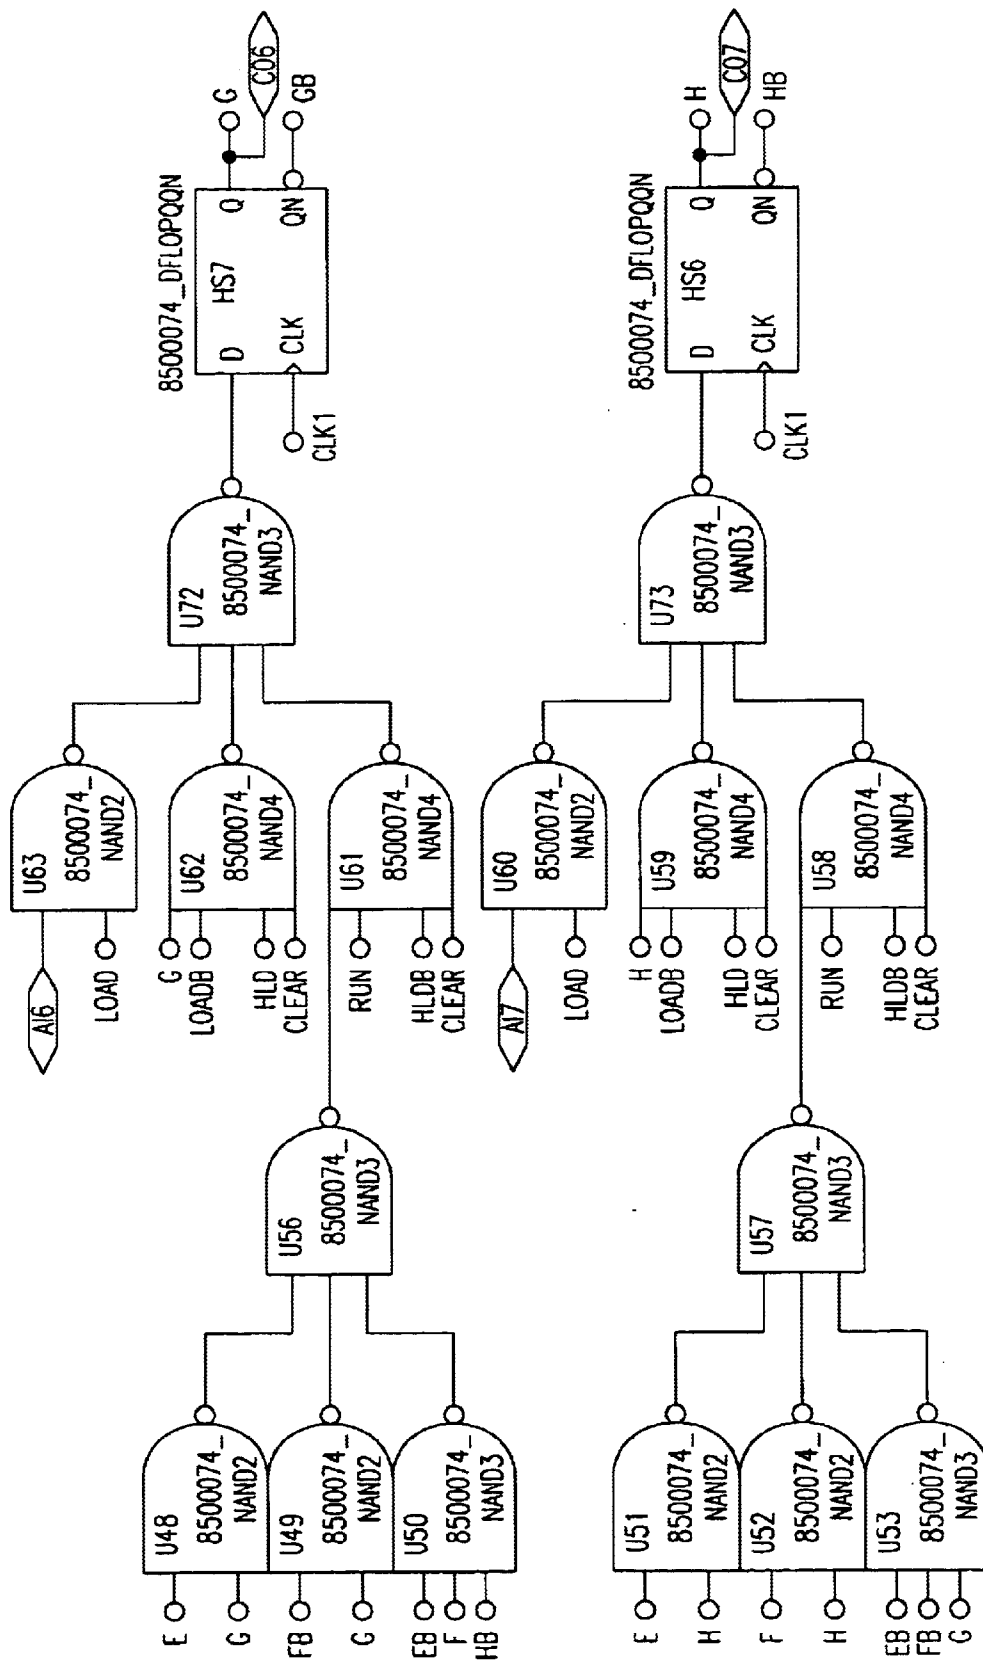 E
G
FB
G
EB
F
HB
U48
8500074_
NAND2
U49
8500074_
NAND2
U50
8500074_
NAND3
U56
8500074_
NAND3
AI6
LOAD
G
LOADB
HLD
CLEAR
RUN
HLDB
CLEAR
U63
8500074_
NAND2
U62
8500074_
NAND4
U61
8500074_
NAND4
U72
8500074_
NAND3
CLK1
8500074_DFLOPQQN
D
HS7
Q
CLK
QN
G
CO6
GB
E
H
F
H
EB
FB
G
U51
8500074_
NAND2
U52
8500074_
NAND2
U53
8500074_
NAND3
U57
8500074_
NAND3
AI7
LOAD
H
LOADB
HLD
CLEAR
RUN
HLDB
CLEAR
U60
8500074_
NAND2
U59
8500074_
NAND4
U58
8500074_
NAND4
U73
8500074_
NAND3
CLK1
8500074_DFLOPQQN
D
HS6
Q
CLK
QN
H
CO7
HB